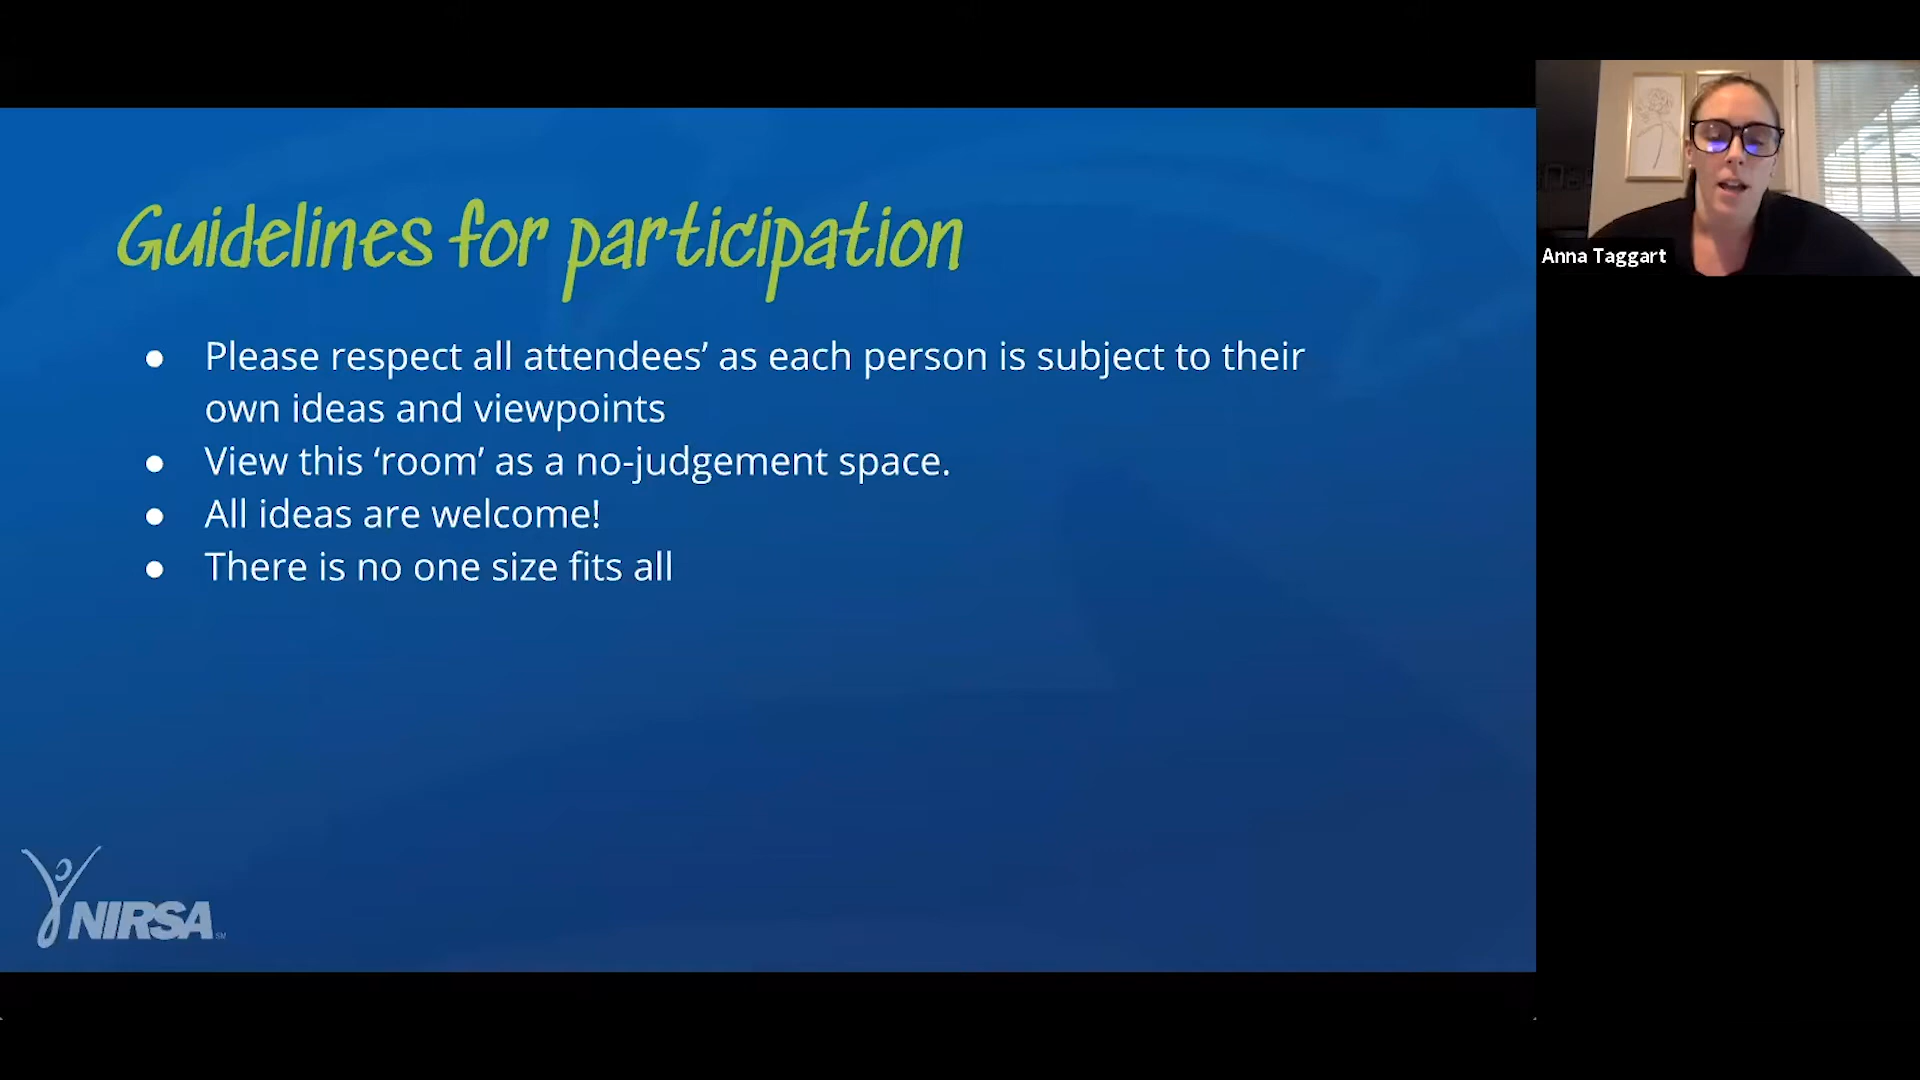 Guidelines for participation
● Please respect all attendees’ as each person is subject to their
own ideas and viewpoints
● View this ‘room’ as a no-judgement space.
● All ideas are welcome!
● There is no one size fits all
NIRSA SM
Anna Taggart